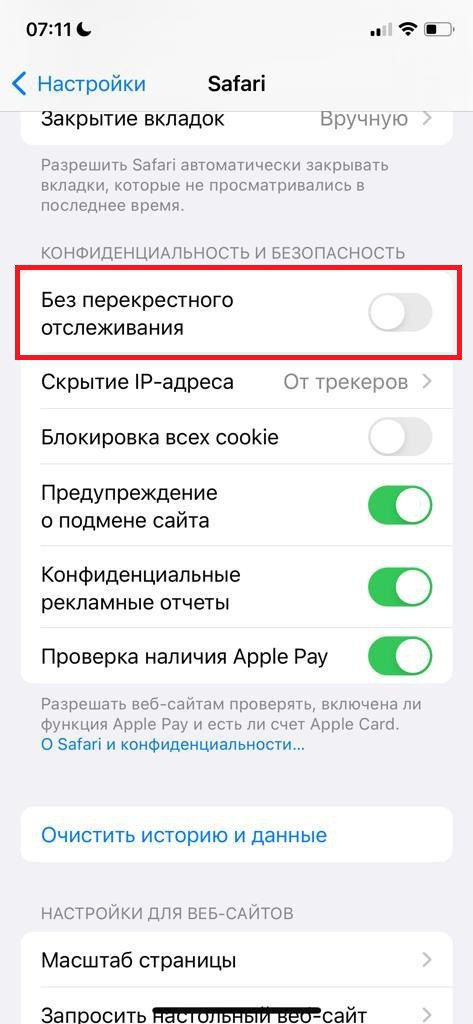 07:11
Настройки
Safari
Закрытие вкладок
Вручную
Разрешить Safari автоматически закрывать
вкладки, которые не просматривались в
последнее время.
КОНФИДЕНЦИАЛЬНОСТЬ И БЕЗОПАСНОСТЬ
Без перекрестного
отслеживания
Скрытие IP-адреса
От трекеров
Блокировка всех cookie
Предупреждение
о подмене сайта
Конфиденциальные
рекламные отчеты
Проверка наличия Apple Pay
Разрешать веб-сайтам проверять, включена ли
функция Apple Pay и есть ли счет Apple Card.
О Safari и конфиденциальности...
Очистить историю и данные
НАСТРОЙКИ ДЛЯ ВЕБ-САЙТОВ
Масштаб страницы
Запросить настольный веб-сайт